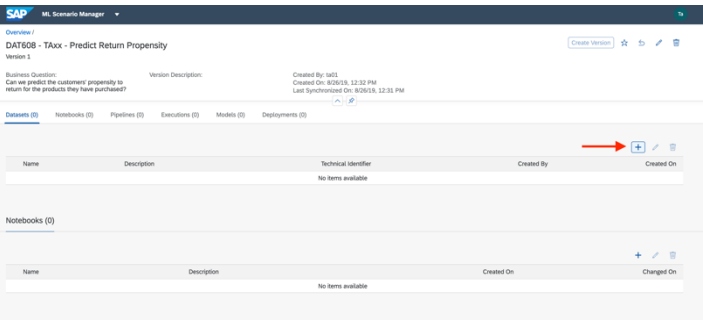 SAP ML Scenario Manager
Ta
Overview /
DAT608 - TAxx - Predict Return Propensity
Create Version
Version 1
Business Question:
Can we predict the customers' propensity to
return for the products they have purchased?
Version Description:
Created By: ta01
Created On: 8/26/19, 12:32 PM
Last Synchronized On: 8/26/19, 12:31 PM
Datasets (0) Notebooks (0) Pipelines (0) Executions (0) Models (0) Deployments (0)
Name Description Technical Identifier Created By Created On
No items available
Notebooks (0)
Name Description Created On Changed On
No items available